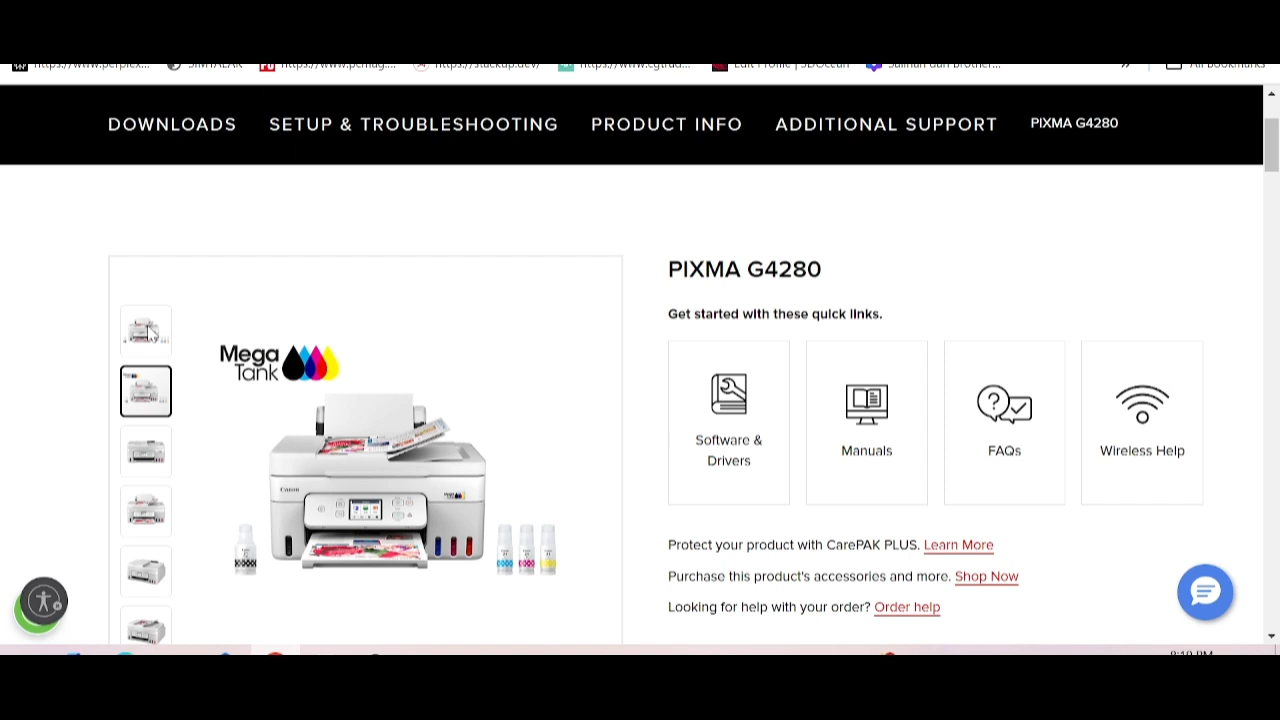 DOWNLOADS SETUP & TROUBLESHOOTING PRODUCT INFO ADDITIONAL SUPPORT PIXMA G4280
PIXMA G4280
Get started with these quick links.
Mega
Tank
Canon
Software &
Drivers
Manuals
FAQs
Wireless Help
Protect your product with CarePAK PLUS. Learn More
Purchase this product's accessories and more. Shop Now
Looking for help with your order? Order help